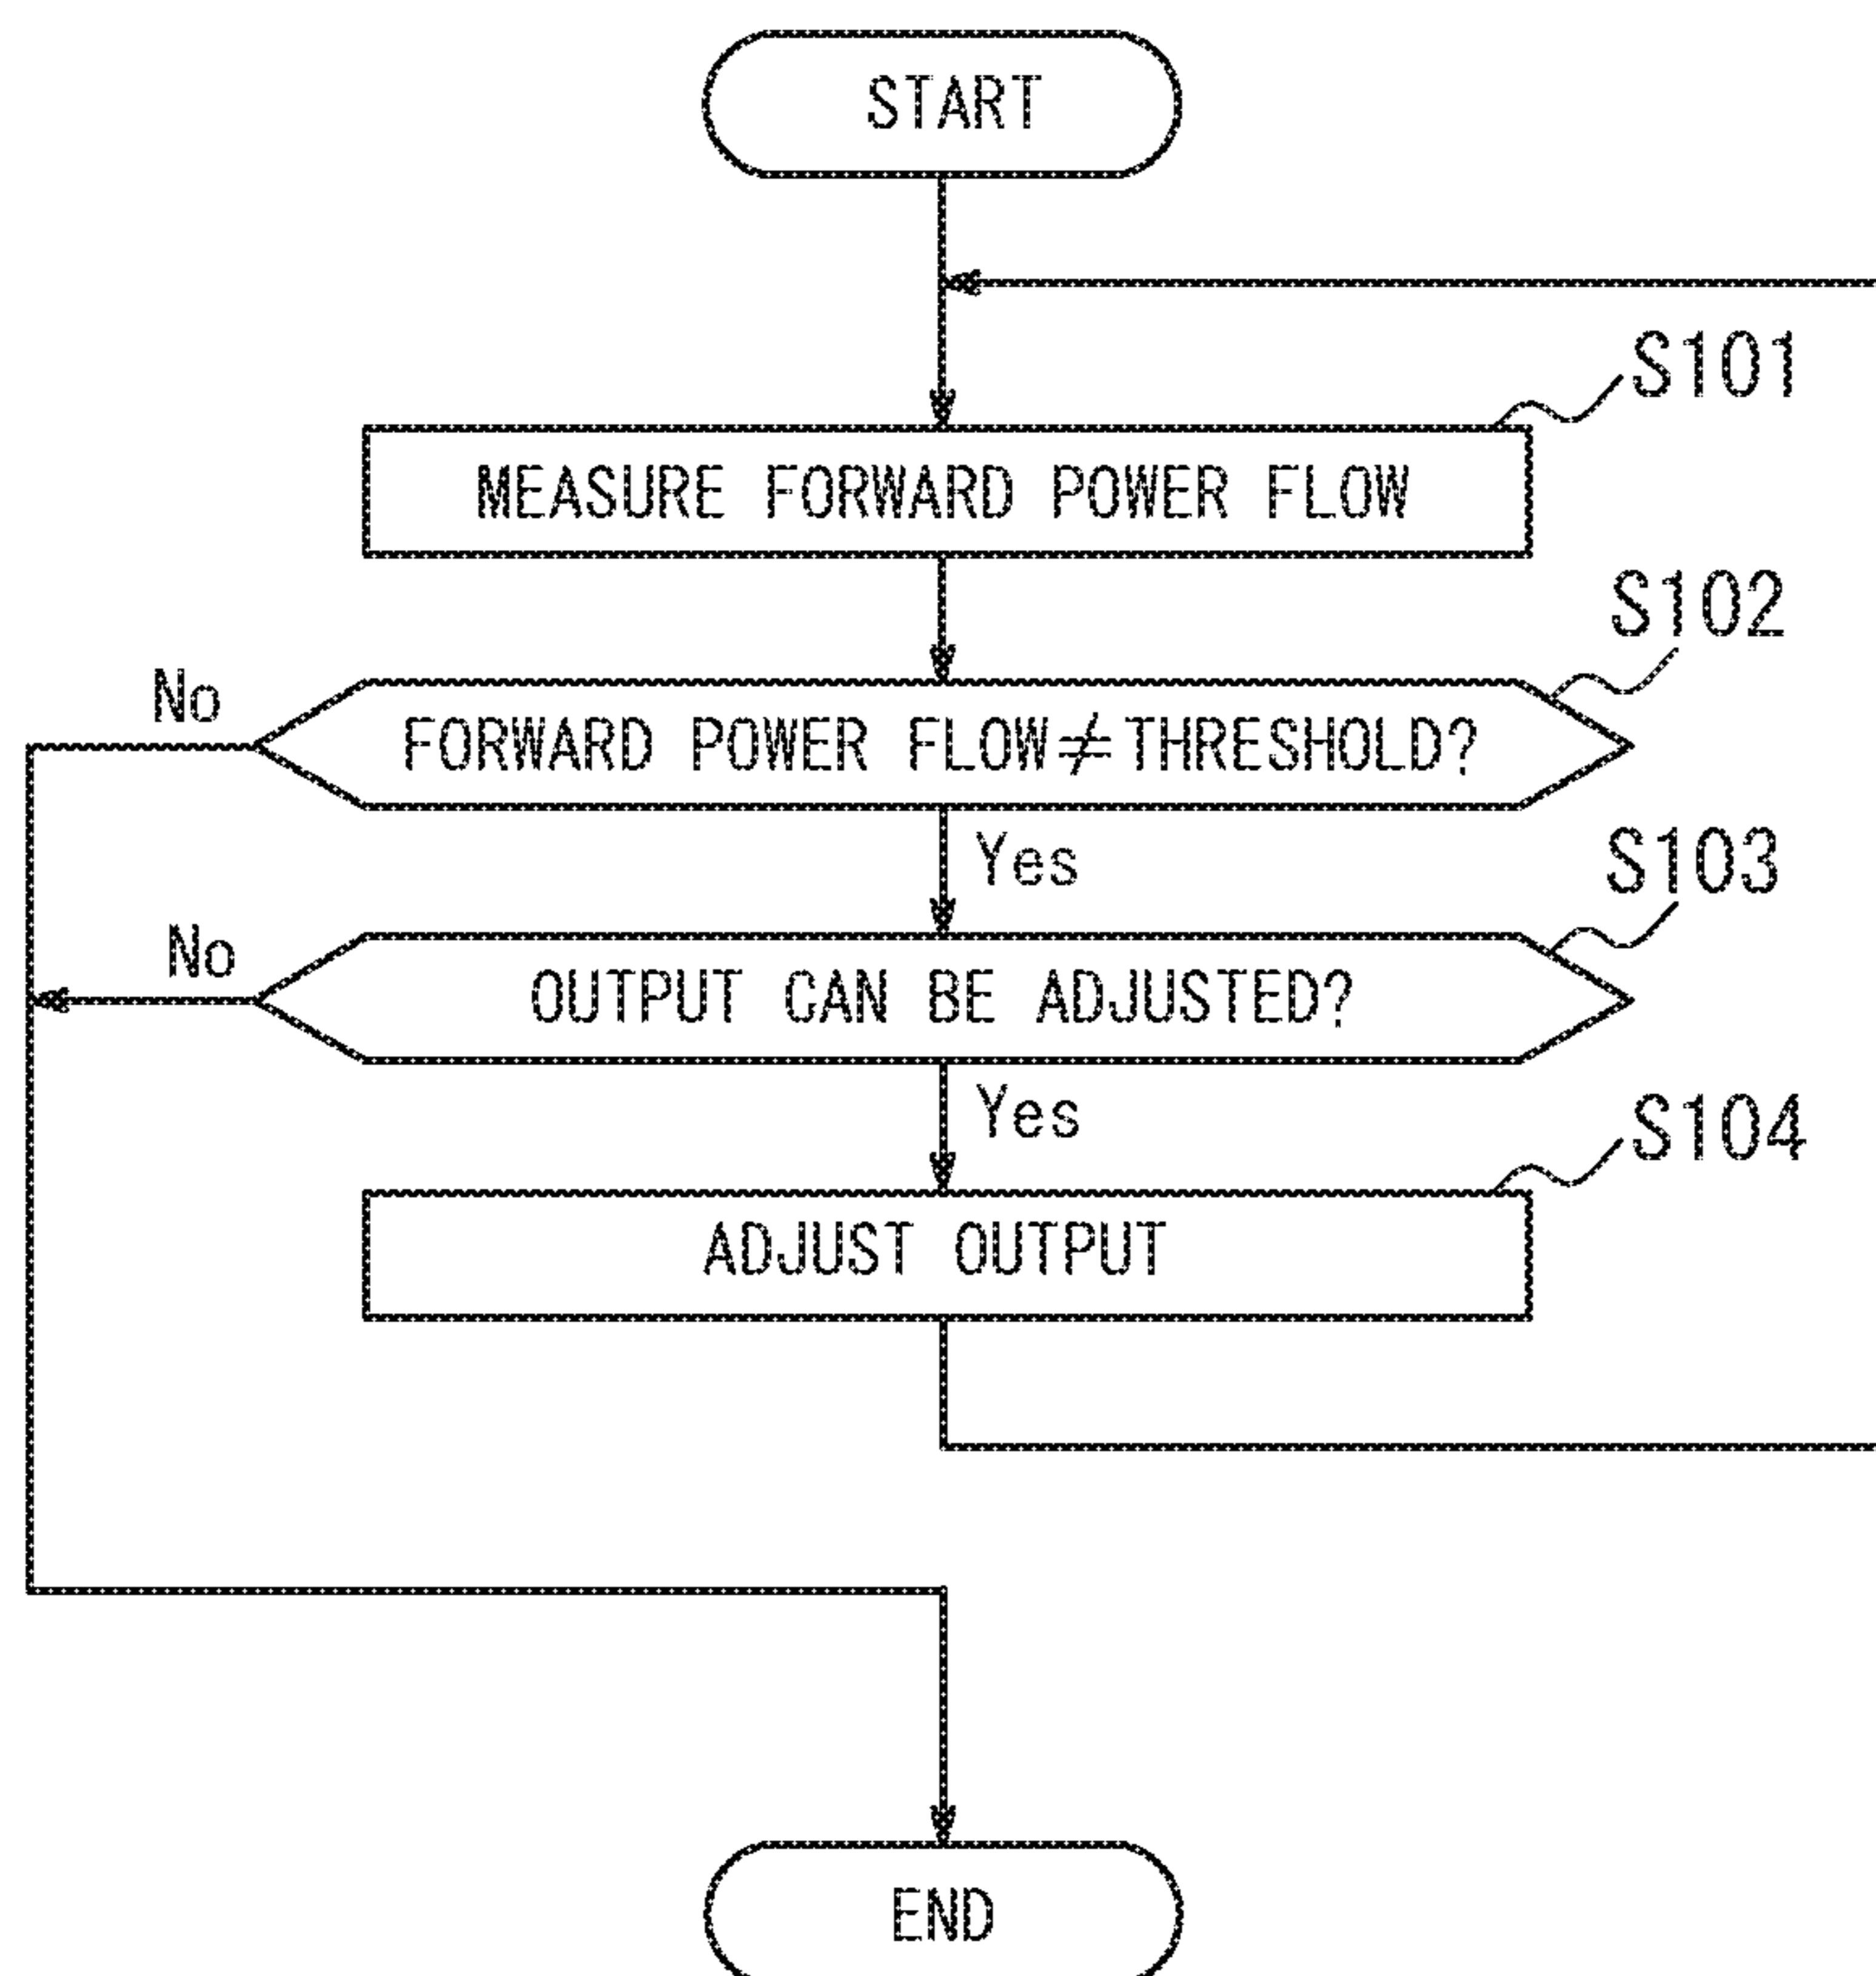 START
S101
MEASURE FORWARD POWER FLOW
S102
No
FORWARD POWER FLOW≠THRESHOLD?
Yes
S103
No
OUTPUT CAN BE ADJUSTED?
Yes
S104
ADJUST OUTPUT
END